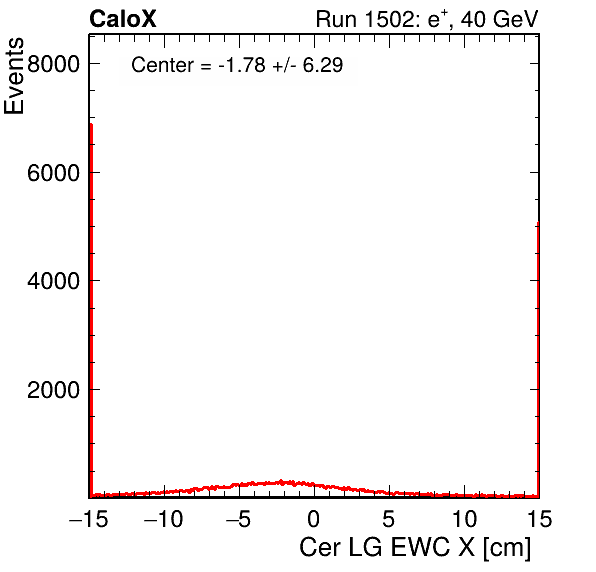 CaloX
Run 1502: e+, 40 GeV
Events
Center = -1.78 +/- 6.29
8000
6000
4000
2000
−15 −10 −5 0 5 10 15
Cer LG EWC X [cm]